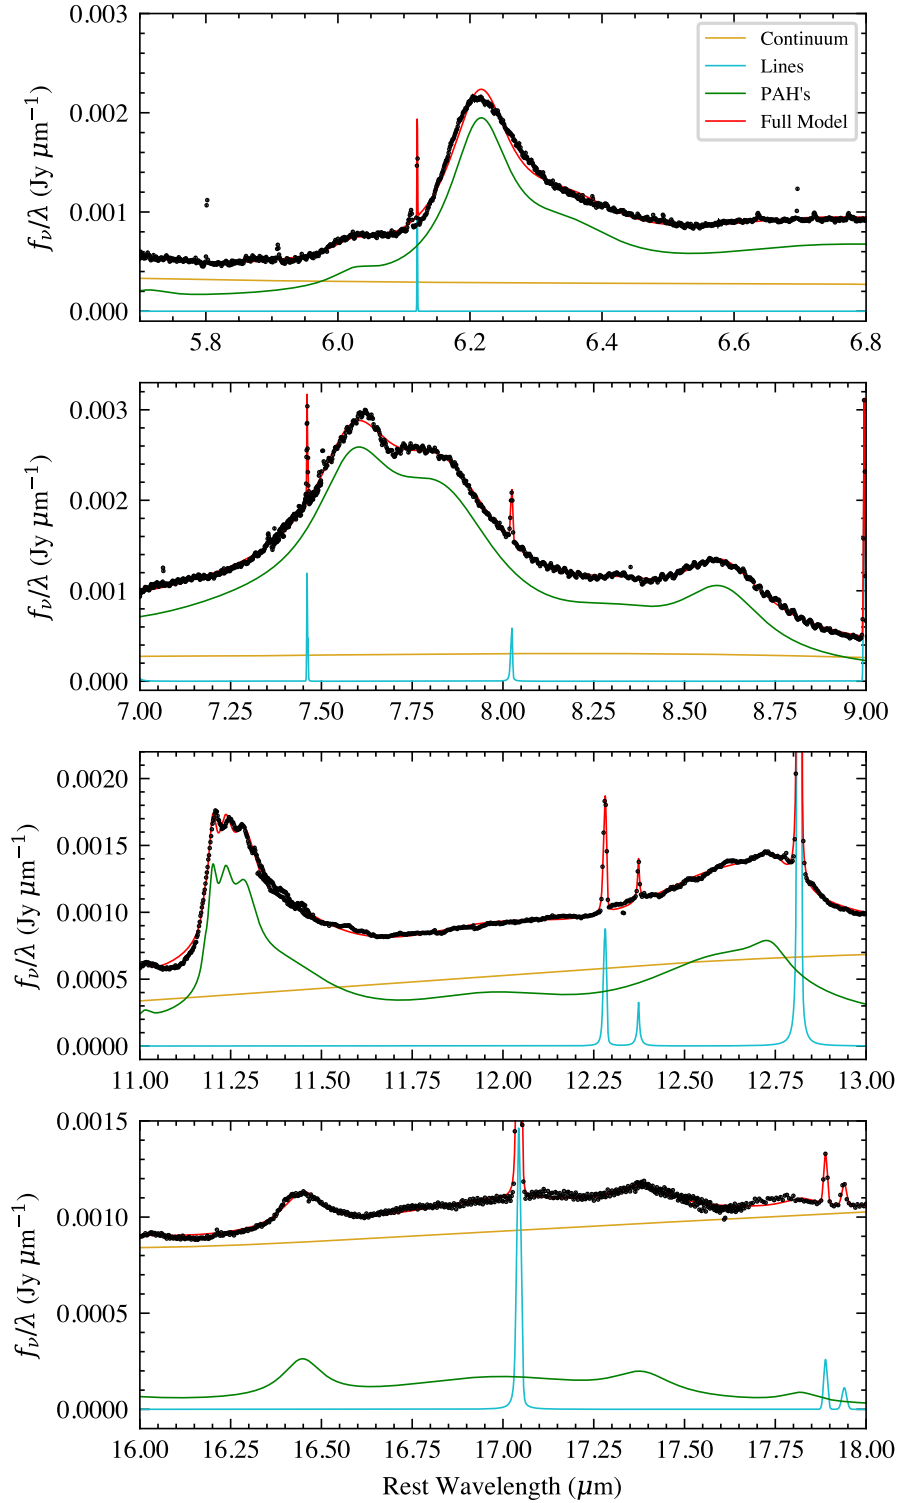 0.003
0.002
0.001
0.000
fν/λ (Jy μm⁻¹)
Continuum
Lines
PAH's
Full Model
5.8 6.0 6.2 6.4 6.6 6.8
0.003
0.002
0.001
0.000
fν/λ (Jy μm⁻¹)
7.00 7.25 7.50 7.75 8.00 8.25 8.50 8.75 9.00
0.0020
0.0015
0.0010
0.0005
0.0000
fν/λ (Jy μm⁻¹)
11.00 11.25 11.50 11.75 12.00 12.25 12.50 12.75 13.00
0.0015
0.0010
0.0005
0.0000
fν/λ (Jy μm⁻¹)
16.00 16.25 16.50 16.75 17.00 17.25 17.50 17.75 18.00
Rest Wavelength (μm)